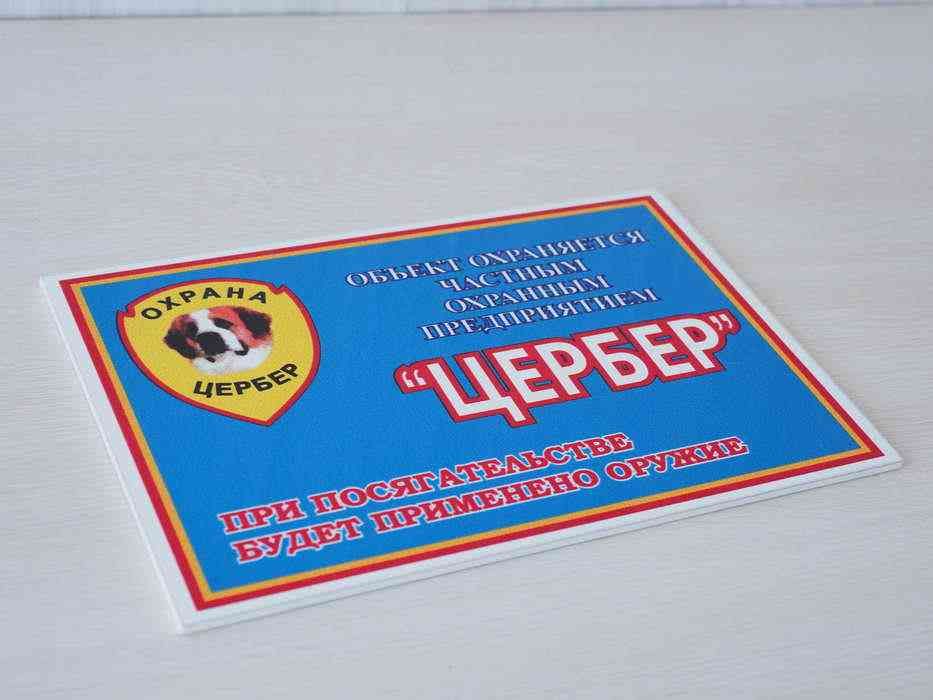 ОХРАНА
ЦЕРБЕР
ОБЪЕКТ ОХРАНЯЕТСЯ
ЧАСТНЫМ
ОХРАННЫМ
ПРЕДПРИЯТИЕМ
“ЦЕРБЕР”
ПРИ ПОСЯГАТЕЛЬСТВЕ
БУДЕТ ПРИМЕНЕНО ОРУЖИЕ